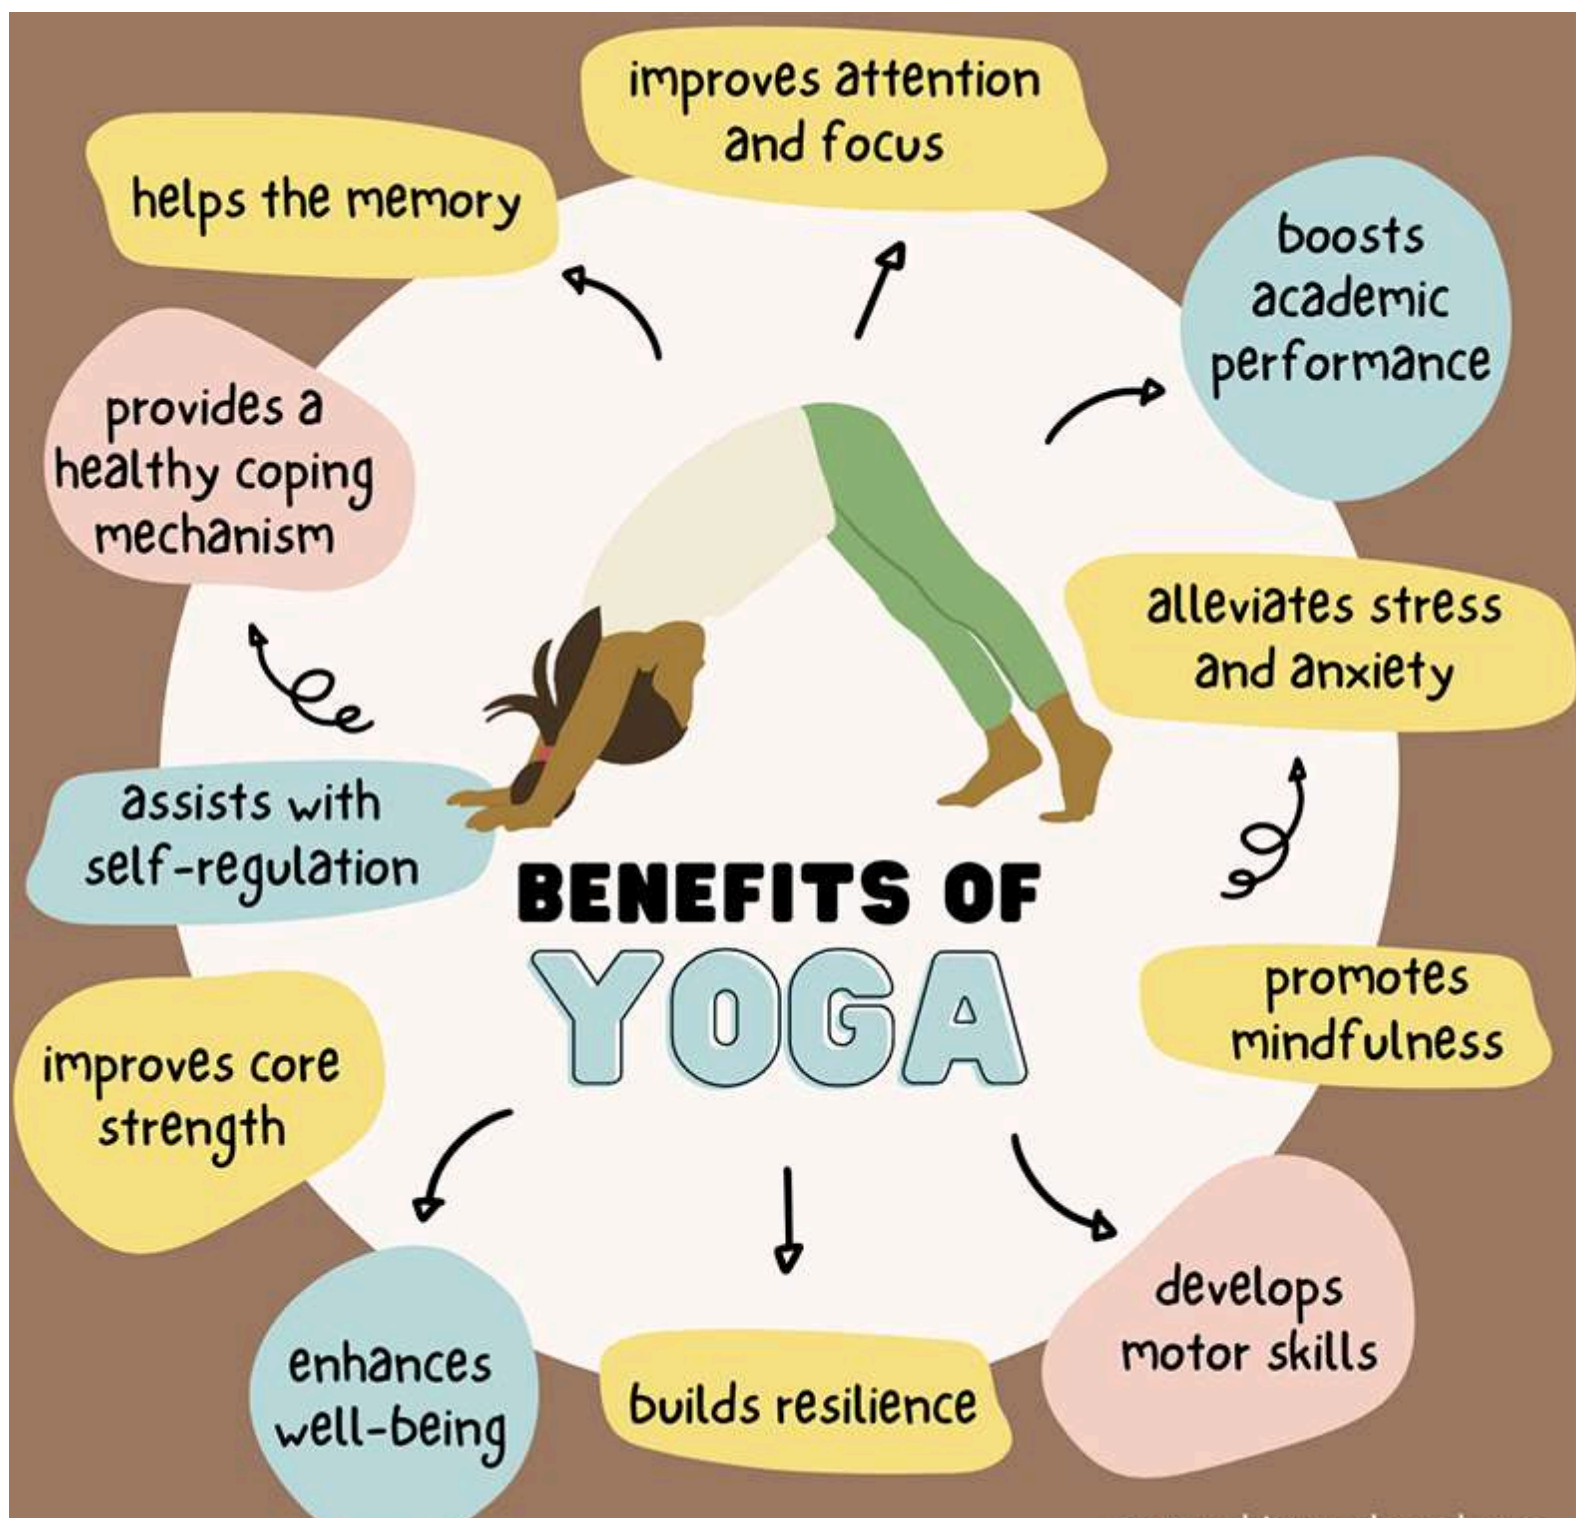 improves attention
and focus
helps the memory
boosts
academic
performance
provides a
healthy coping
mechanism
alleviates stress
and anxiety
assists with
self-regulation
BENEFITS OF
YOGA
promotes
mindfulness
improves core
strength
develops
motor skills
enhances
well-being
builds resilience